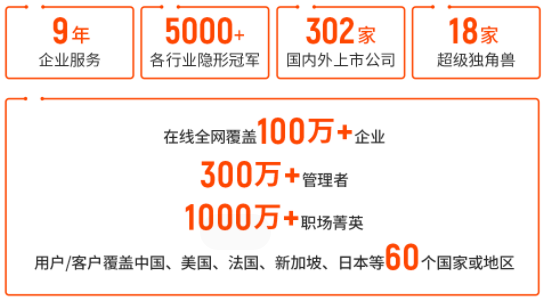 9年
企业服务
5000+
各行业隐形冠军
302家
国内外上市公司
18家
超级独角兽
在线全网覆盖100万+企业
300万+管理者
1000万+职场菁英
用户/客户覆盖中国、美国、法国、新加坡、日本等60个国家或地区